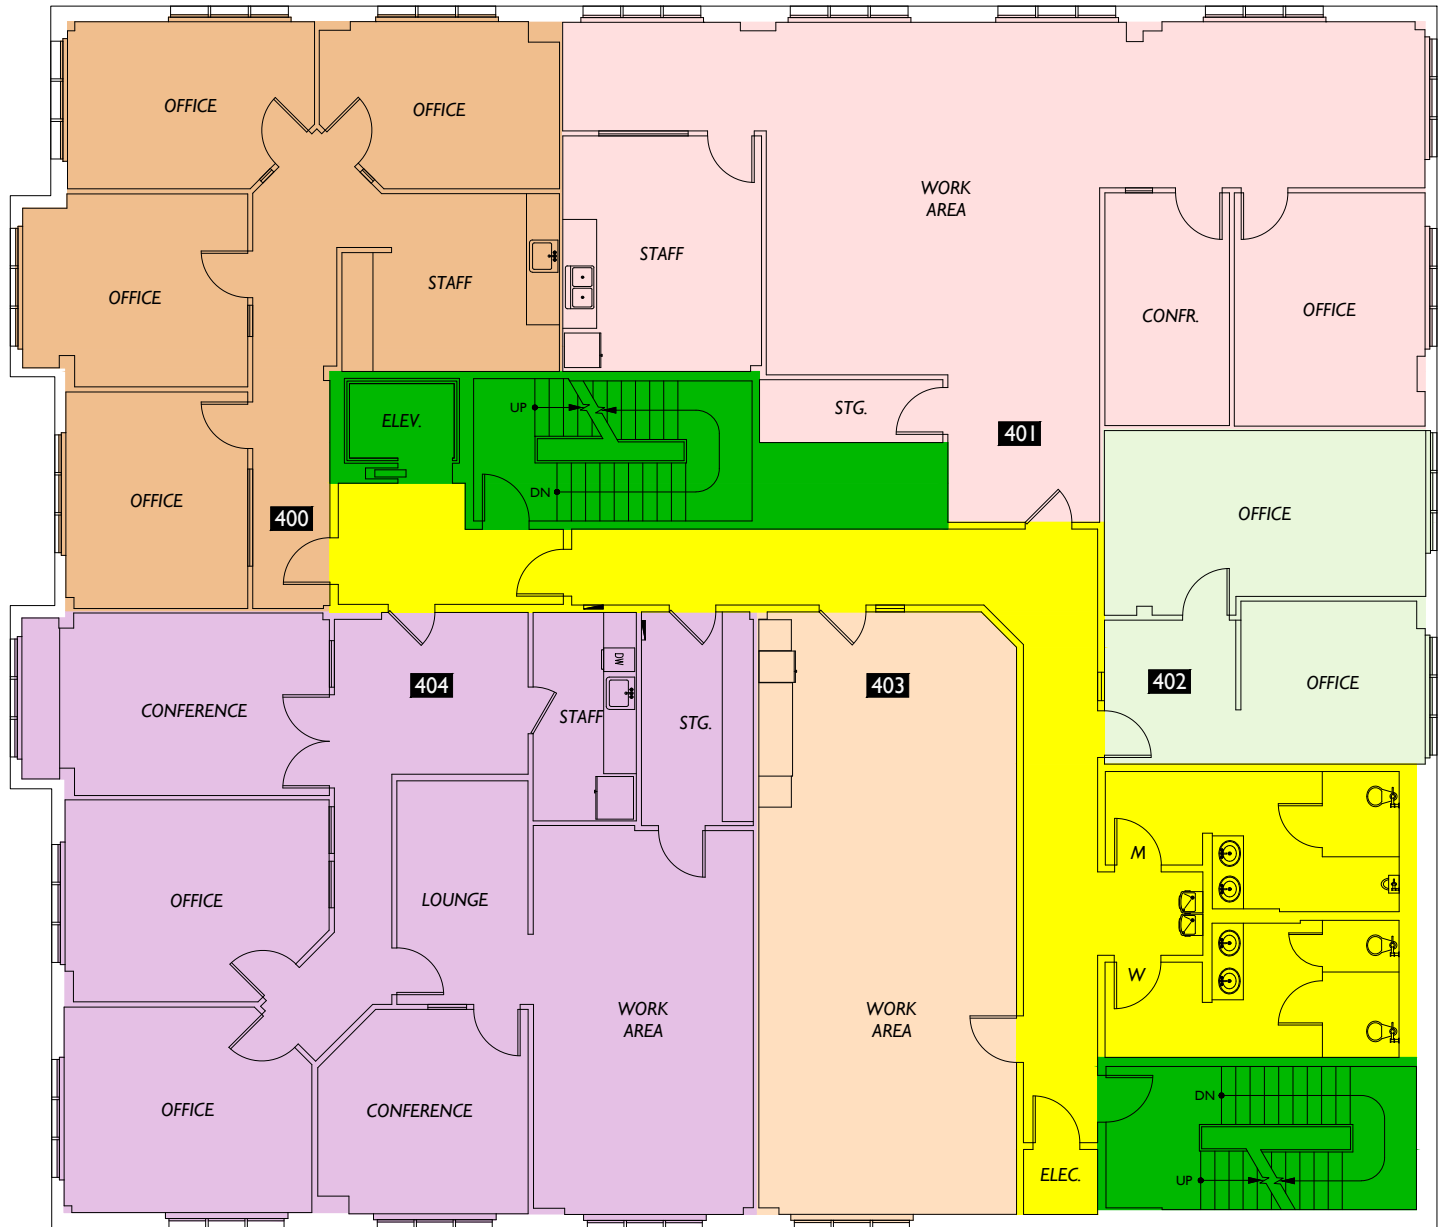 OFFICE
OFFICE
WORK
AREA
STAFF
STAFF
OFFICE
CONFR.
OFFICE
UP
ELEV.
STG.
401
DN
OFFICE
400
OFFICE
DW
404
403
402
OFFICE
CONFERENCE
STAFF
STG.
M
OFFICE
LOUNGE
W
WORK
AREA
WORK
AREA
OFFICE
CONFERENCE
DN
ELEC.
UP